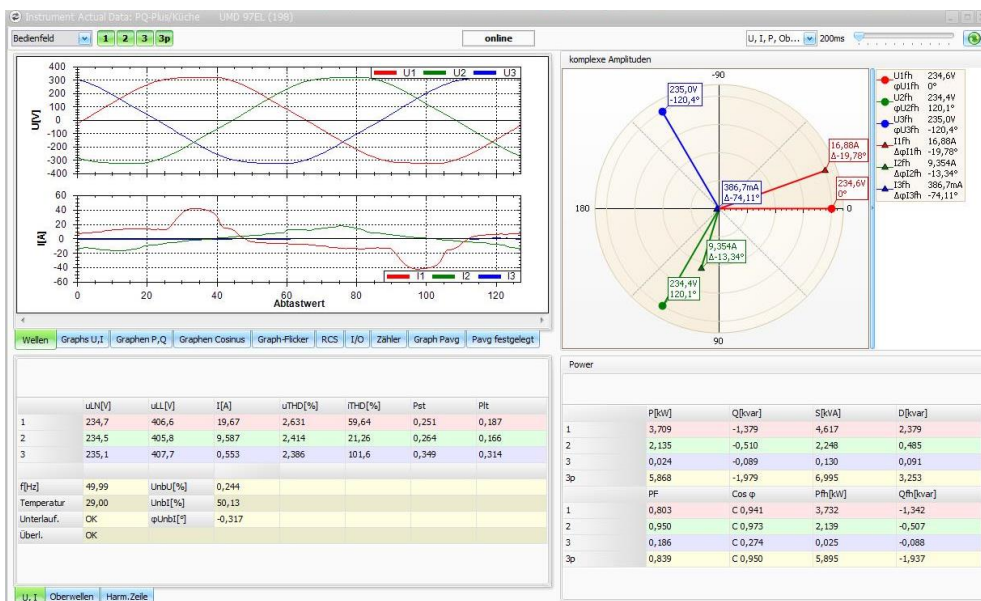 Instrument Actual Data: PQ-Plus/Küche UMD 97EL (198)
Bedienfeld 1 2 3 3p online U, I, P, Ob... 200ms
U[V]
400
300
200
100
0
-100
-200
-300
-400
U1 U2 U3
I[A]
60
40
20
0
-20
-40
-60
I1 I2 I3
0 20 40 60 80 100 120
Abtastwert
Wellen Graphs U,I Graphen P,Q Graphen Cosinus Graph-Flicker RCS I/O Zähler Graph Pavg Pavg festgelegt
komplexe Amplituden
-90
235,0V
-120,4°
16,88A
Δ-19,78°
386,7mA
Δ-74,11°
234,6V
0°
180
0
9,354A
Δ-13,34°
234,4V
120,1°
90
U1fh 234,6V
φU1fh 0°
U2fh 234,4V
φU2fh 120,1°
U3fh 235,0V
φU3fh -120,4°
I1fh 16,88A
ΔφI1fh -19,78°
I2fh 9,354A
ΔφI2fh -13,34°
I3fh 386,7mA
ΔφI3fh -74,11°
uLN[V] uLL[V] I[A] uTHD[%] iTHD[%] Pst Plt
1 234,7 406,6 19,67 2,631 59,64 0,251 0,187
2 234,5 405,8 9,587 2,414 21,26 0,264 0,166
3 235,1 407,7 0,553 2,386 101,6 0,349 0,314
f[Hz] 49,99 UnbU[%] 0,244
Temperatur 29,00 UnbI[%] 50,13
Unterlauf. OK φUnbI[°] -0,317
Überl. OK
U, I Oberwellen Harm.Zeile
Power
P[kW] Q[kvar] S[kVA] D[kvar]
1 3,709 -1,379 4,617 2,379
2 2,135 -0,510 2,248 0,485
3 0,024 -0,089 0,130 0,091
3p 5,868 -1,979 6,995 3,253
PF Cos φ Pfh[kW] Qfh[kvar]
1 0,803 C 0,941 3,732 -1,342
2 0,950 C 0,973 2,139 -0,507
3 0,186 C 0,274 0,025 -0,088
3p 0,839 C 0,950 5,895 -1,937